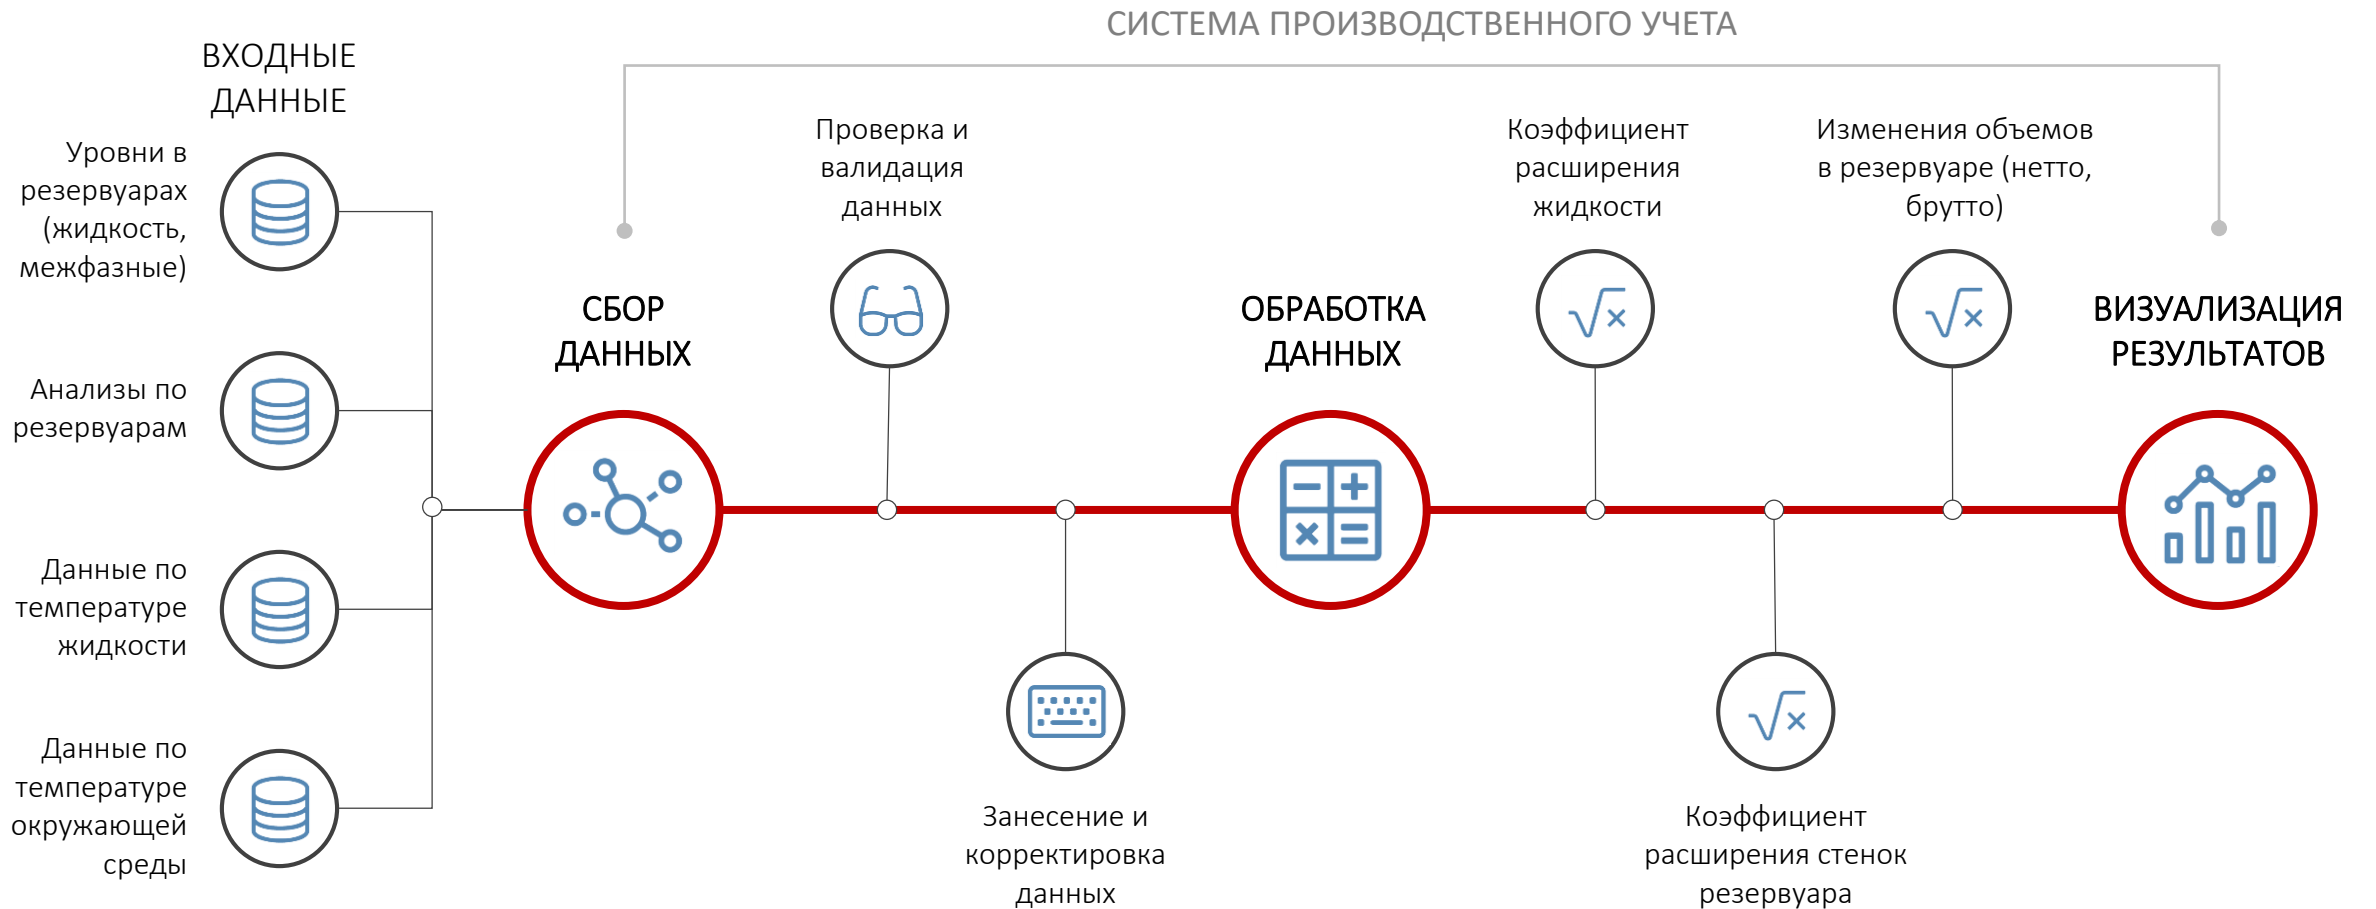 СИСТЕМА ПРОИЗВОДСТВЕННОГО УЧЕТА
ВХОДНЫЕ
ДАННЫЕ
Уровни в
резервуарах
(жидкость,
межфазные)
Анализы по
резервуарам
Данные по
температуре
жидкости
Данные по
температуре
окружающей
среды
СБОР
ДАННЫХ
Проверка и
валидация
данных
Занесение и
корректировка
данных
ОБРАБОТКА
ДАННЫХ
Коэффициент
расширения
жидкости
Коэффициент
расширения стенок
резервуара
Изменения объемов
в резервуаре (нетто,
брутто)
ВИЗУАЛИЗАЦИЯ
РЕЗУЛЬТАТОВ